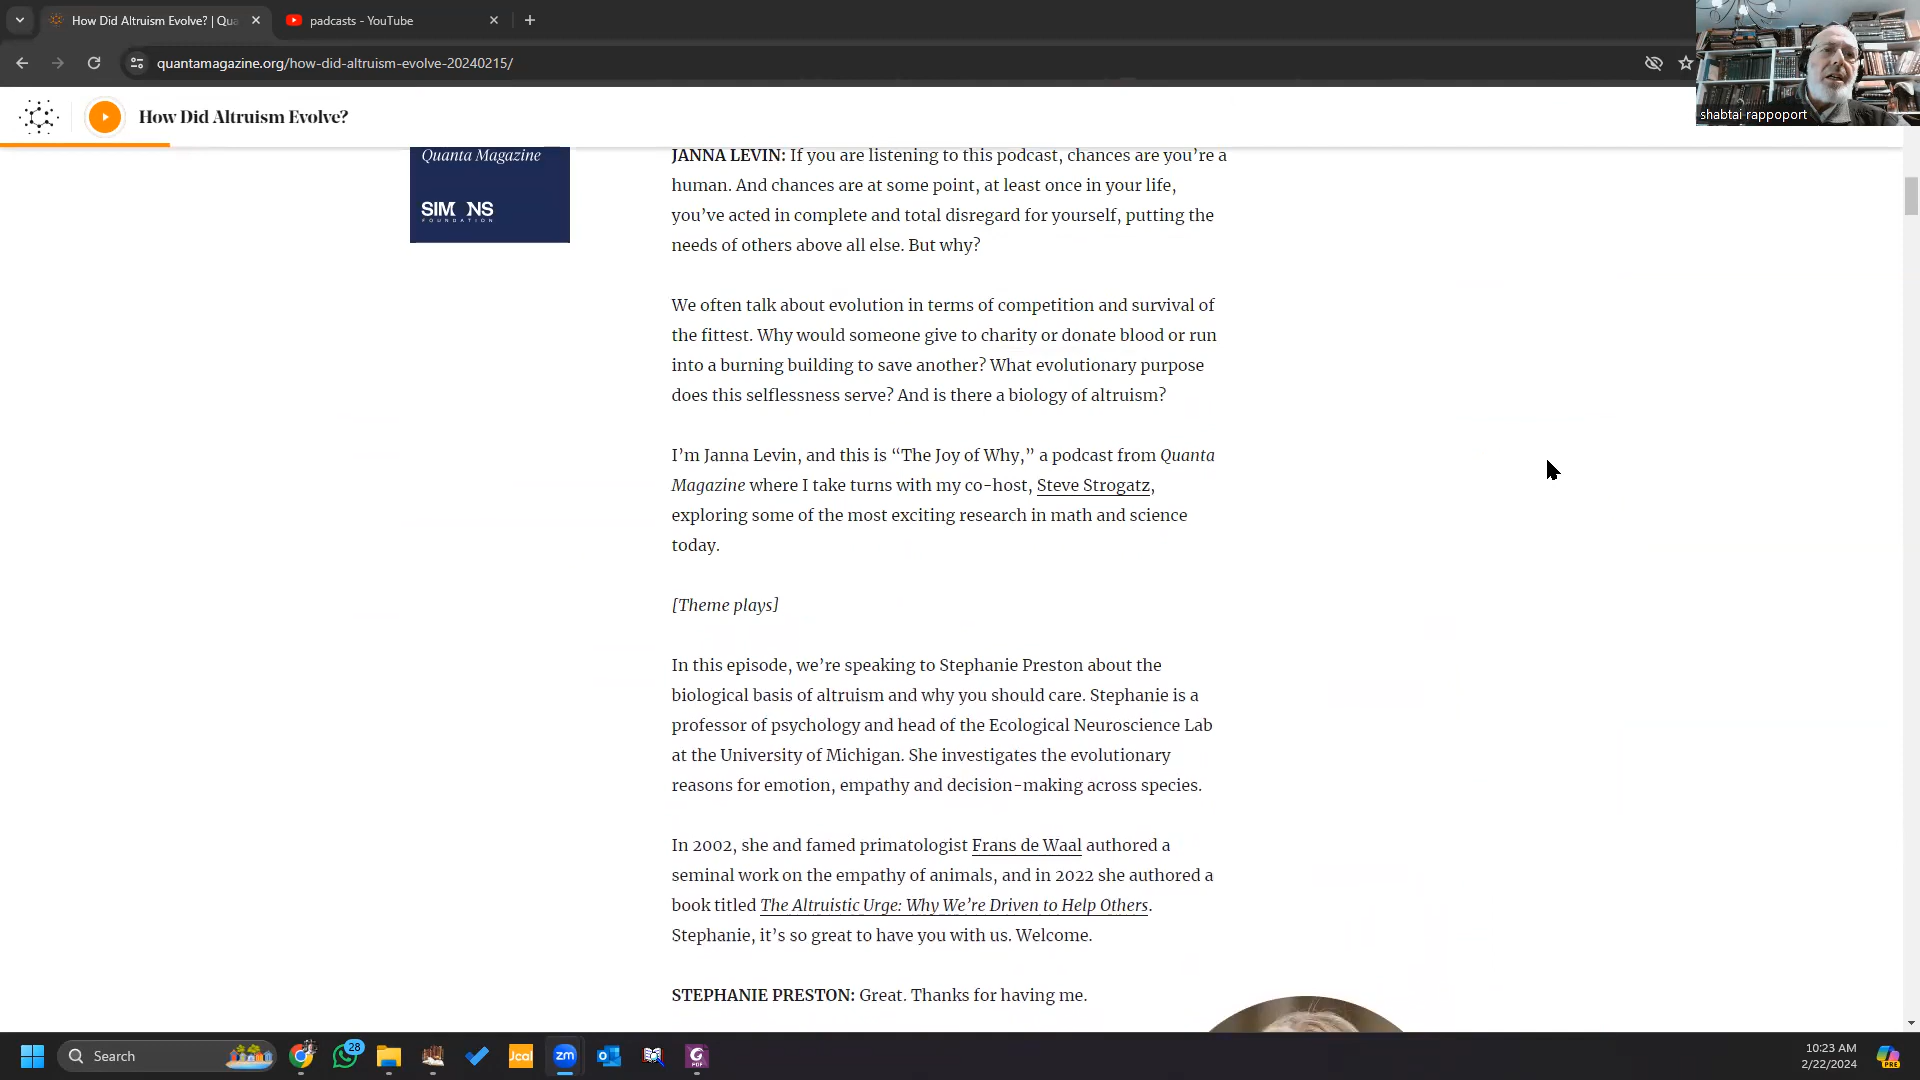 How Did Altruism Evolve? | Qua
padcasts - YouTube
quantamagazine.org/how-did-altruism-evolve-20240215/
shabtai rappoport
How Did Altruism Evolve?
Quanta Magazine
SIMONS
FOUNDATION
JANNA LEVIN: If you are listening to this podcast, chances are you’re a
human. And chances are at some point, at least once in your life,
you’ve acted in complete and total disregard for yourself, putting the
needs of others above all else. But why?
We often talk about evolution in terms of competition and survival of
the fittest. Why would someone give to charity or donate blood or run
into a burning building to save another? What evolutionary purpose
does this selflessness serve? And is there a biology of altruism?
I’m Janna Levin, and this is “The Joy of Why,” a podcast from Quanta
Magazine where I take turns with my co-host, Steve Strogatz,
exploring some of the most exciting research in math and science
today.
[Theme plays]
In this episode, we’re speaking to Stephanie Preston about the
biological basis of altruism and why you should care. Stephanie is a
professor of psychology and head of the Ecological Neuroscience Lab
at the University of Michigan. She investigates the evolutionary
reasons for emotion, empathy and decision-making across species.
In 2002, she and famed primatologist Frans de Waal authored a
seminal work on the empathy of animals, and in 2022 she authored a
book titled The Altruistic Urge: Why We’re Driven to Help Others.
Stephanie, it’s so great to have you with us. Welcome.
STEPHANIE PRESTON: Great. Thanks for having me.
Search
28
Jcal
zm
PDF
10:23 AM
2/22/2024
PRE